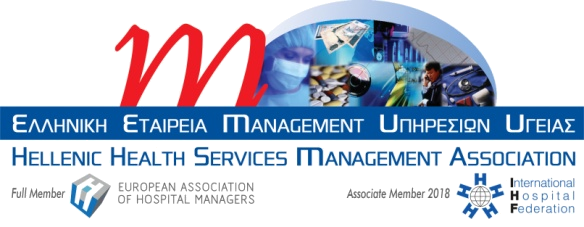 m
ΕΛΛΗΝΙΚΗ ΕΤΑΙΡΕΙΑ MANAGEMENT ΥΠΗΡΕΣΙΩΝ ΥΓΕΙΑΣ
HELLENIC HEALTH SERVICES MANAGEMENT ASSOCIATION
Full Member EUROPEAN ASSOCIATION
OF HOSPITAL MANAGERS
Associate Member 2018
H H H H H H
International
Hospital
Federation